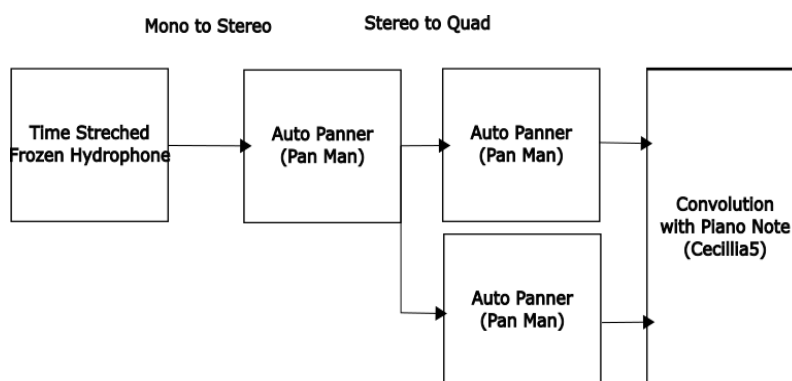 Mono to Stereo
Stereo to Quad
Time Streched
Frozen Hydrophone
Auto Panner
(Pan Man)
Auto Panner
(Pan Man)
Auto Panner
(Pan Man)
Convolution
with Piano Note
(Cecillia5)